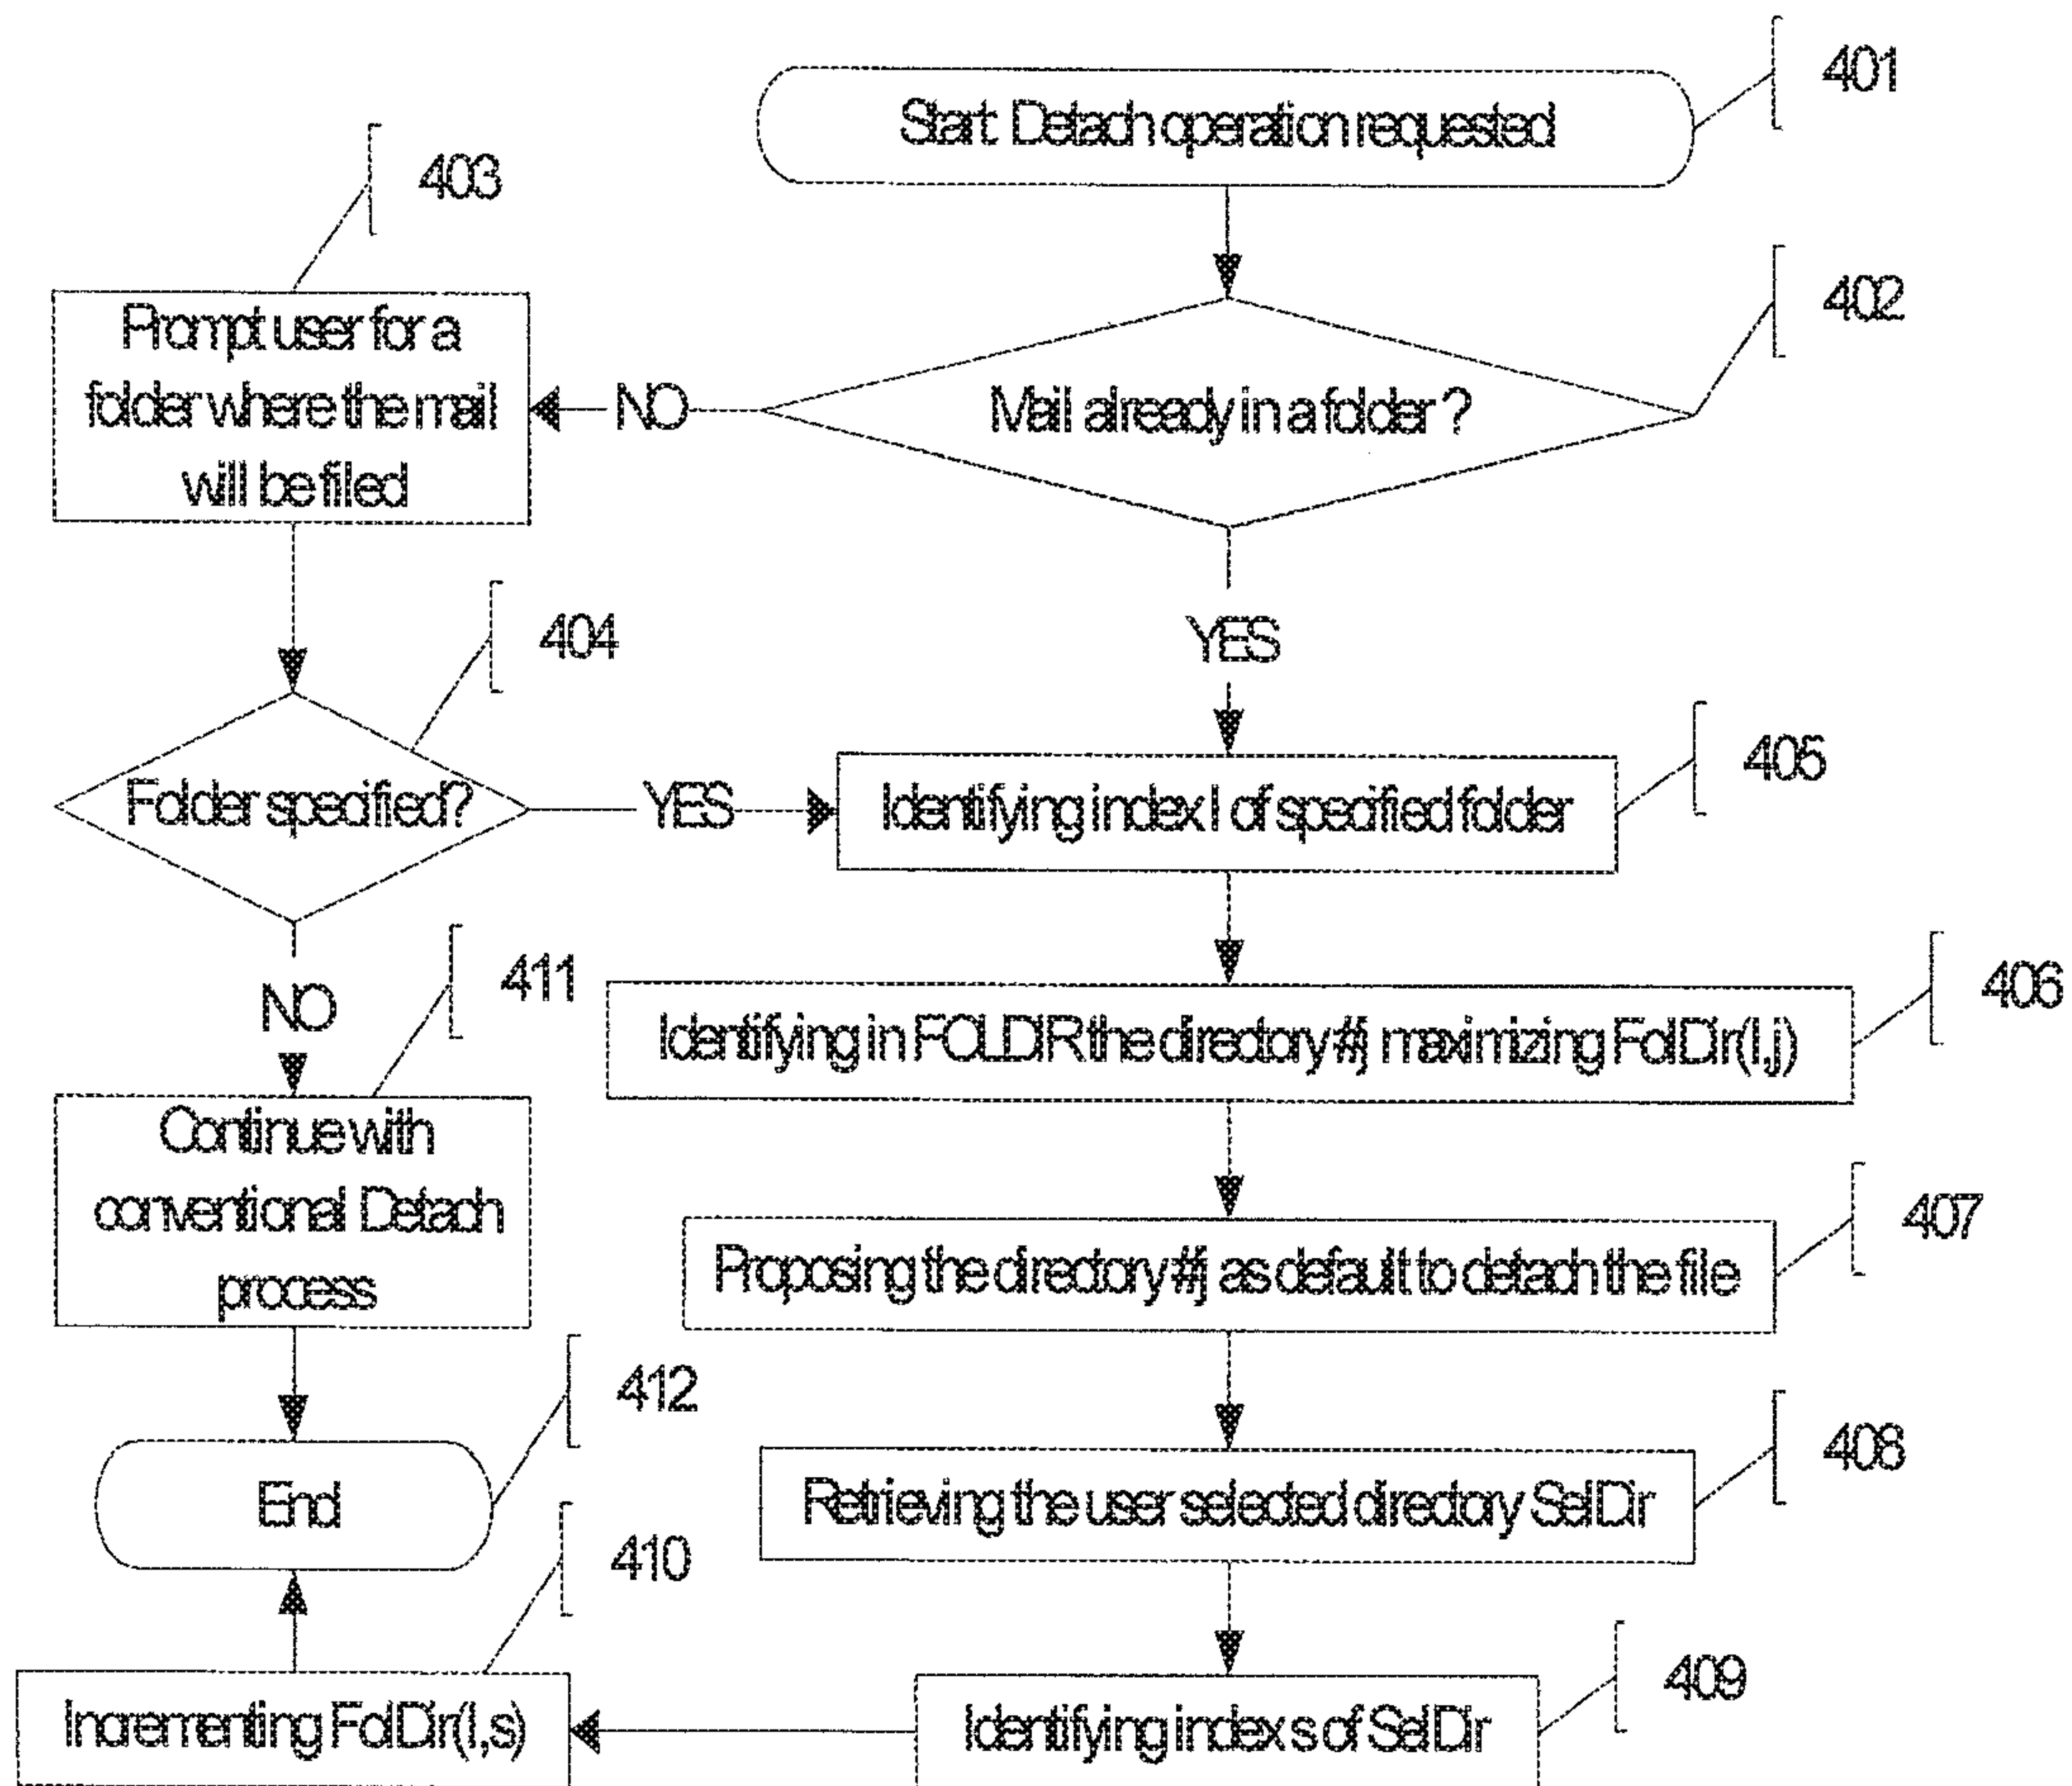 401
Start: Detach operation requested
403
402
Prompt user for a
folder where the mail
will be filed
NO
Mail already in a folder ?
404
YES
405
Folder specified?
YES
Identifying index I of specified folder
411
406
NO
Identifying in FOLDIR the directory #j maximizing FolDir(I,j)
Continue with
conventional Detach
process
407
Proposing the directory #j as default to detach the file
412
408
End
Retrieving the user selected directory SelDir
410
409
Incrementing FolDir(I,s)
Identifying index s of SelDir